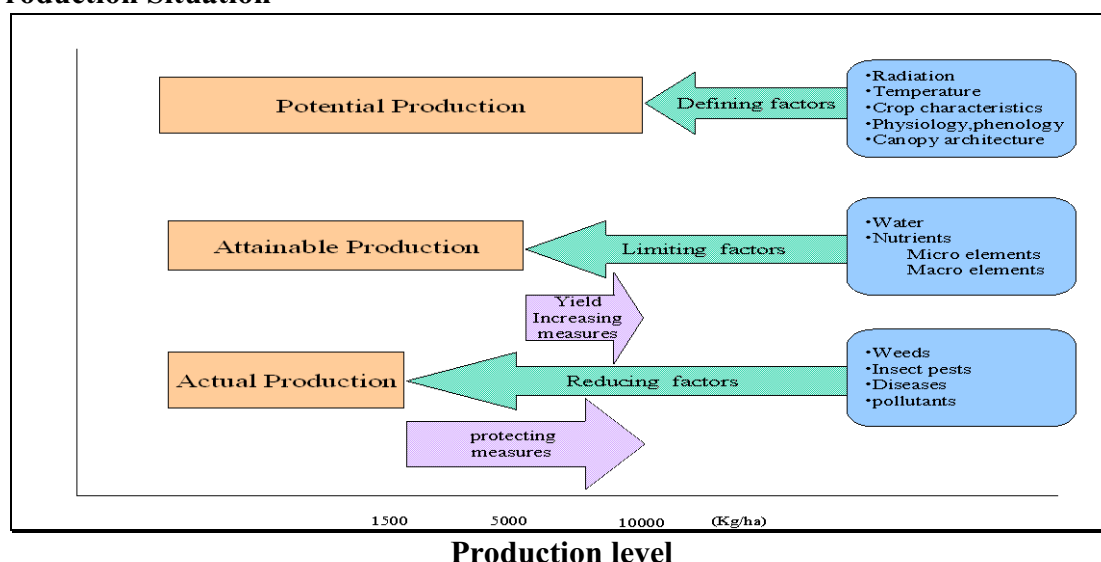 roduction Situation
Potential Production
Defining factors
•Radiation
•Temperature
•Crop characteristics
•Physiology,phenology
•Canopy architecture
Attainable Production
Limiting factors
•Water
•Nutrients
Micro elements
Macro elements
Yield
Increasing
measures
Actual Production
Reducing factors
•Weeds
•Insect pests
•Diseases
•pollutants
protecting
measures
1500 5000 10000 (Kg/ha)
Production level